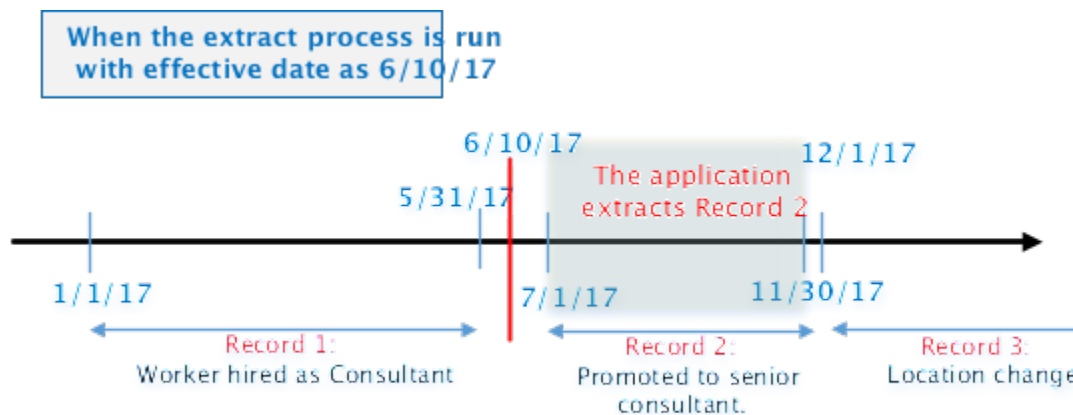 When the extract process is run
with effective date as 6/10/17
6/10/17
12/1/17
The application
extracts Record 2
5/31/17
1/1/17
7/1/17
11/30/17
Record 1:
Worker hired as Consultant
Record 2:
Promoted to senior
consultant.
Record 3:
Location change